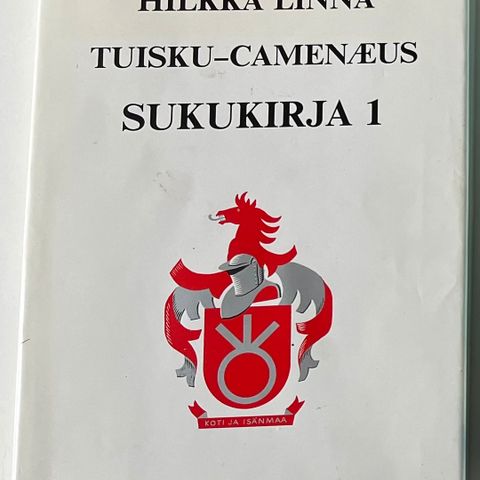 HILKKA LINNA
TUISKU–CAMENÆUS
SUKUKIRJA 1
KOTI JA ISÄNMAA